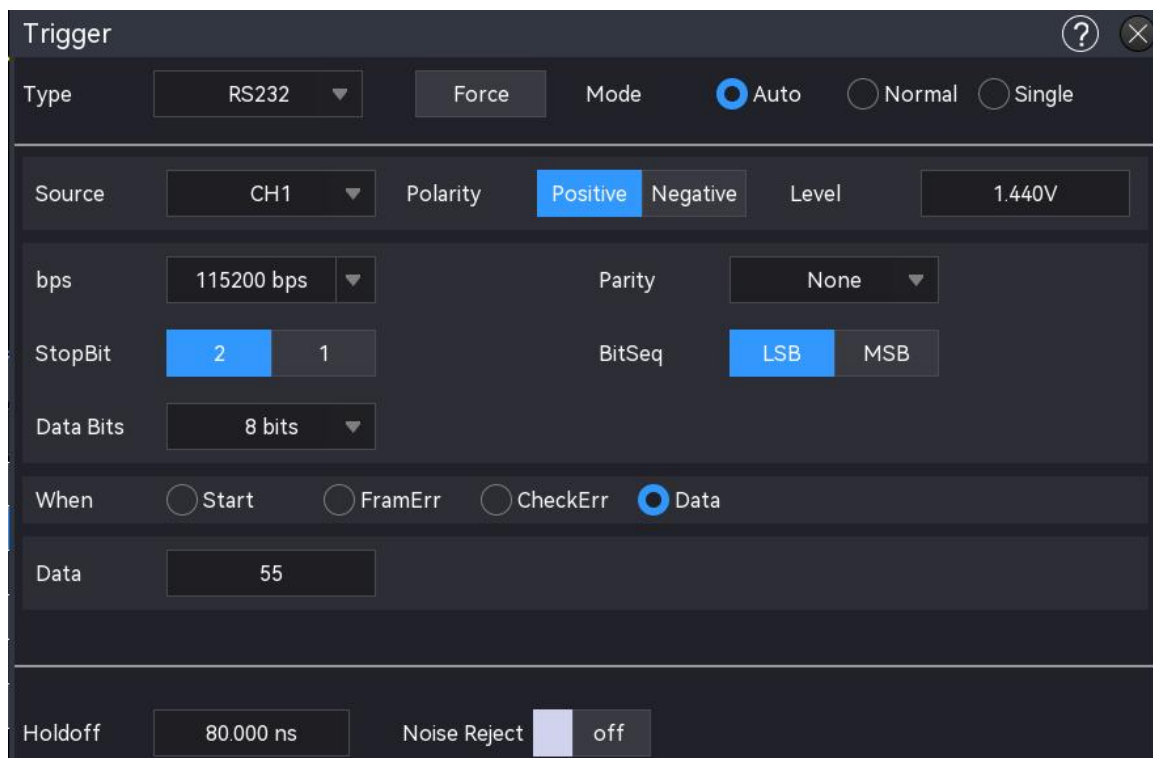 Trigger ?
Type RS232 Force Mode Auto Normal Single
Source CH1 Polarity Positive Negative Level 1.440V
bps 115200 bps Parity None
StopBit 2 1 BitSeq LSB MSB
Data Bits 8 bits
When Start FramErr CheckErr Data
Data 55
Holdoff 80.000 ns Noise Reject off